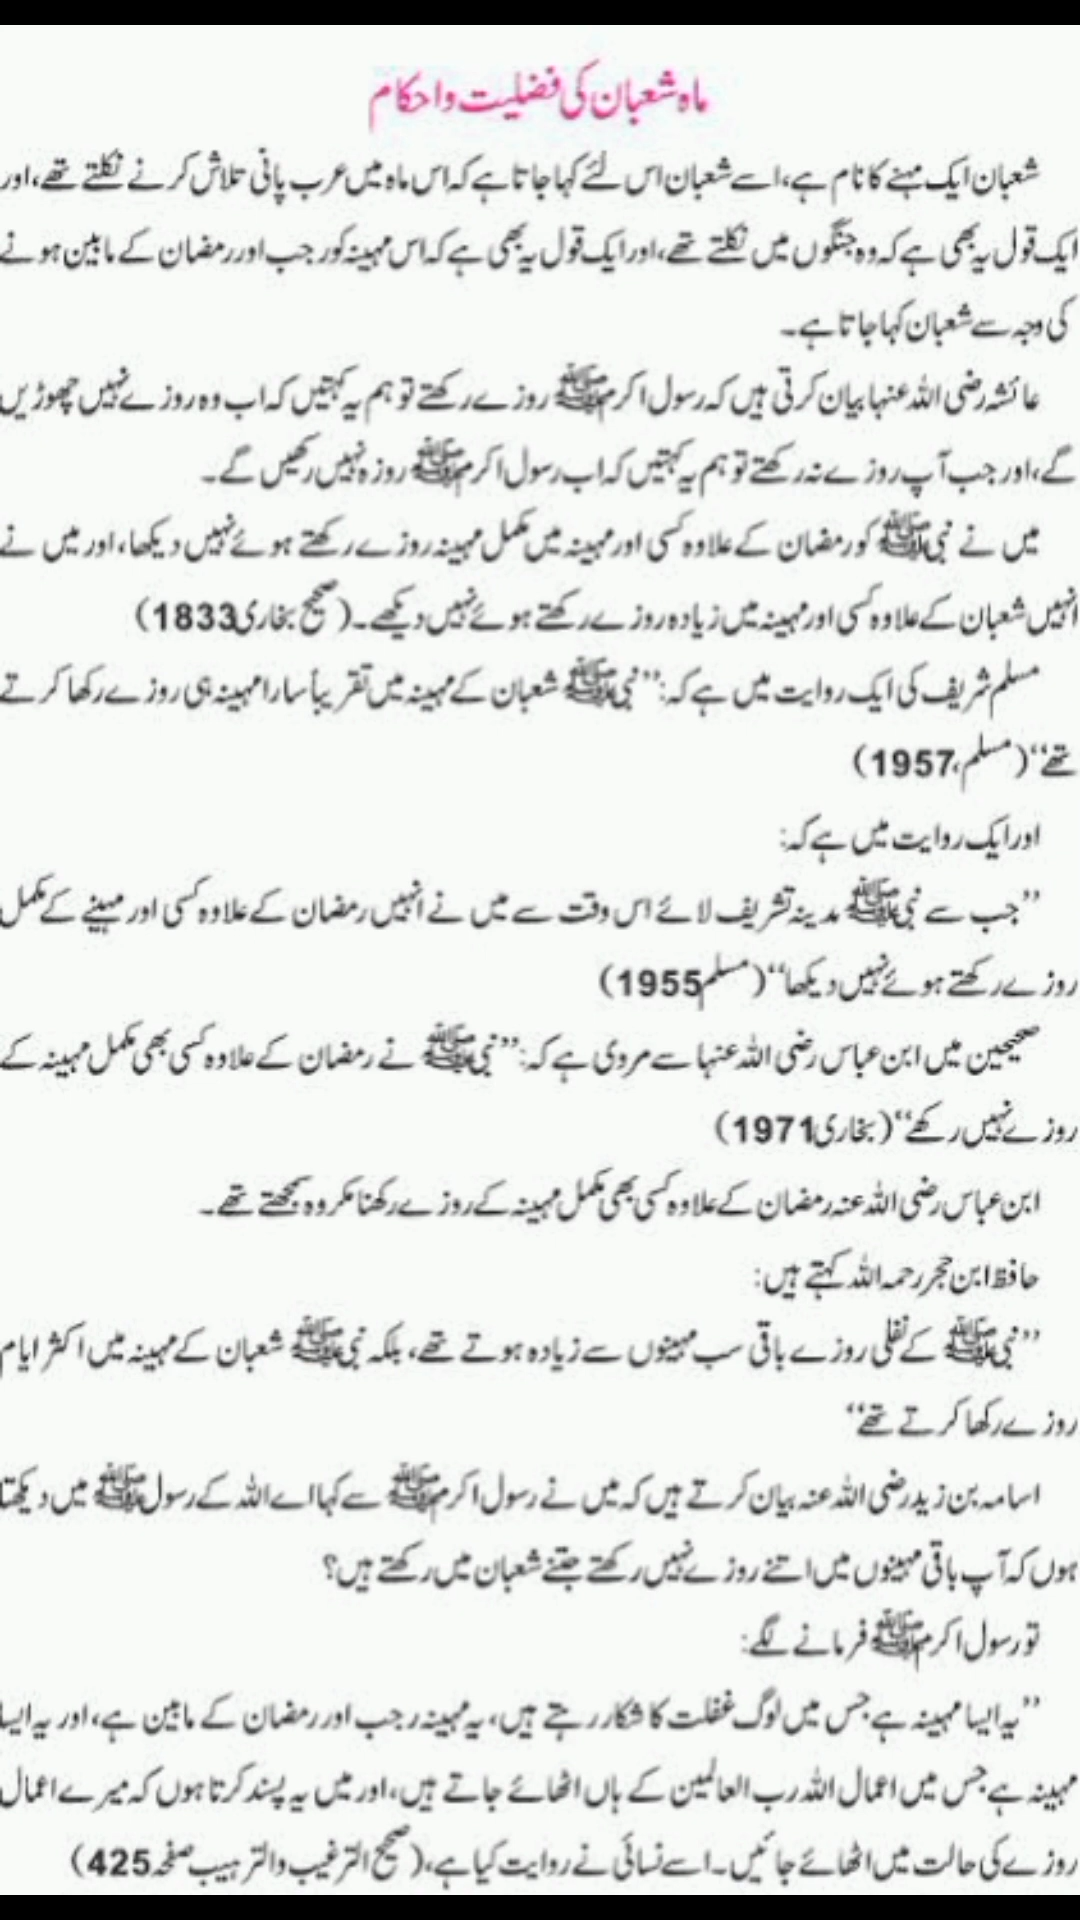 ماہ شعبان کی فضلیت و احکام
شعبان ایک مہنے کا نام ہے، اسے شعبان اس لئے کہا جاتا ہے کہ اس ماہ میں عرب پانی تلاش کرنے نکلتے تھے، اور
ایک قول یہ بھی ہے کہ وہ جنگوں میں نکلتے تھے، اور ایک قول یہ بھی ہے کہ اس مہینہ کو رجب اور رمضان کے مابین ہونے
کی وجہ سے شعبان کہا جاتا ہے۔
عائشہ رضی اللہ عنہا بیان کرتی ہیں کہ رسول اکرم ﷺ روزے رکھتے تو ہم یہ کہتیں کہ اب وہ روزے نہیں چھوڑیں
گے، اور جب آپ روزے نہ رکھتے تو ہم یہ کہتیں کہ اب رسول اکرم ﷺ روزہ نہیں رکھیں گے۔
میں نے نبی ﷺ کو رمضان کے علاوہ کسی اور مہینہ میں مکمل مہینہ روزے رکھتے ہوئے نہیں دیکھا، اور میں نے
انہیں شعبان کے علاوہ کسی اور مہینہ میں زیادہ روزے رکھتے ہوئے نہیں دیکھے۔ (صحیح بخاری 1833)
مسلم شریف کی ایک روایت میں ہے کہ: ’’نبی ﷺ شعبان کے مہینہ میں تقریباً سارا مہینہ ہی روزے رکھا کرتے
تھے‘‘ (مسلم، 1957)
اور ایک روایت میں ہے کہ:
’’جب سے نبی ﷺ مدینہ تشریف لائے اس وقت سے میں نے انہیں رمضان کے علاوہ کسی اور مہینے کے مکمل
روزے رکھتے ہوئے نہیں دیکھا‘‘ (مسلم 1955)
صحیحین میں ابن عباس رضی اللہ عنہا سے مروی ہے کہ: ’’نبی ﷺ نے رمضان کے علاوہ کسی بھی مکمل مہینہ کے
روزے نہیں رکھے‘‘ (بخاری 1971)
ابن عباس رضی اللہ عنہ رمضان کے علاوہ کسی بھی مکمل مہینہ کے روزے رکھنا مکروہ سمجھتے تھے۔
حافظ ابن حجر رحمہ اللہ کہتے ہیں:
’’نبی ﷺ کے نفلی روزے باقی سب مہینوں سے زیادہ ہوتے تھے، بلکہ نبی ﷺ شعبان کے مہینہ میں اکثر ایام
روزے رکھا کرتے تھے‘‘
اسامہ بن زید رضی اللہ عنہ بیان کرتے ہیں کہ میں نے رسول اکرم ﷺ سے کہا اے اللہ کے رسول ﷺ میں دیکھتا
ہوں کہ آپ باقی مہینوں میں اتنے روزے نہیں رکھتے جتنے شعبان میں رکھتے ہیں؟
تو رسول اکرم ﷺ فرمانے لگے:
’’یہ ایسا مہینہ ہے جس میں لوگ غفلت کا شکار رہتے ہیں، یہ مہینہ رجب اور رمضان کے مابین ہے، اور یہ ایسا
مہینہ ہے جس میں اعمال اللہ رب العالمین کے ہاں اٹھائے جاتے ہیں، اور میں یہ پسند کرتا ہوں کہ میرے اعمال
روزے کی حالت میں اٹھائے جائیں۔ اسے نسائی نے روایت کیا ہے، (صحیح الترغیب والترہیب صفحہ 425)